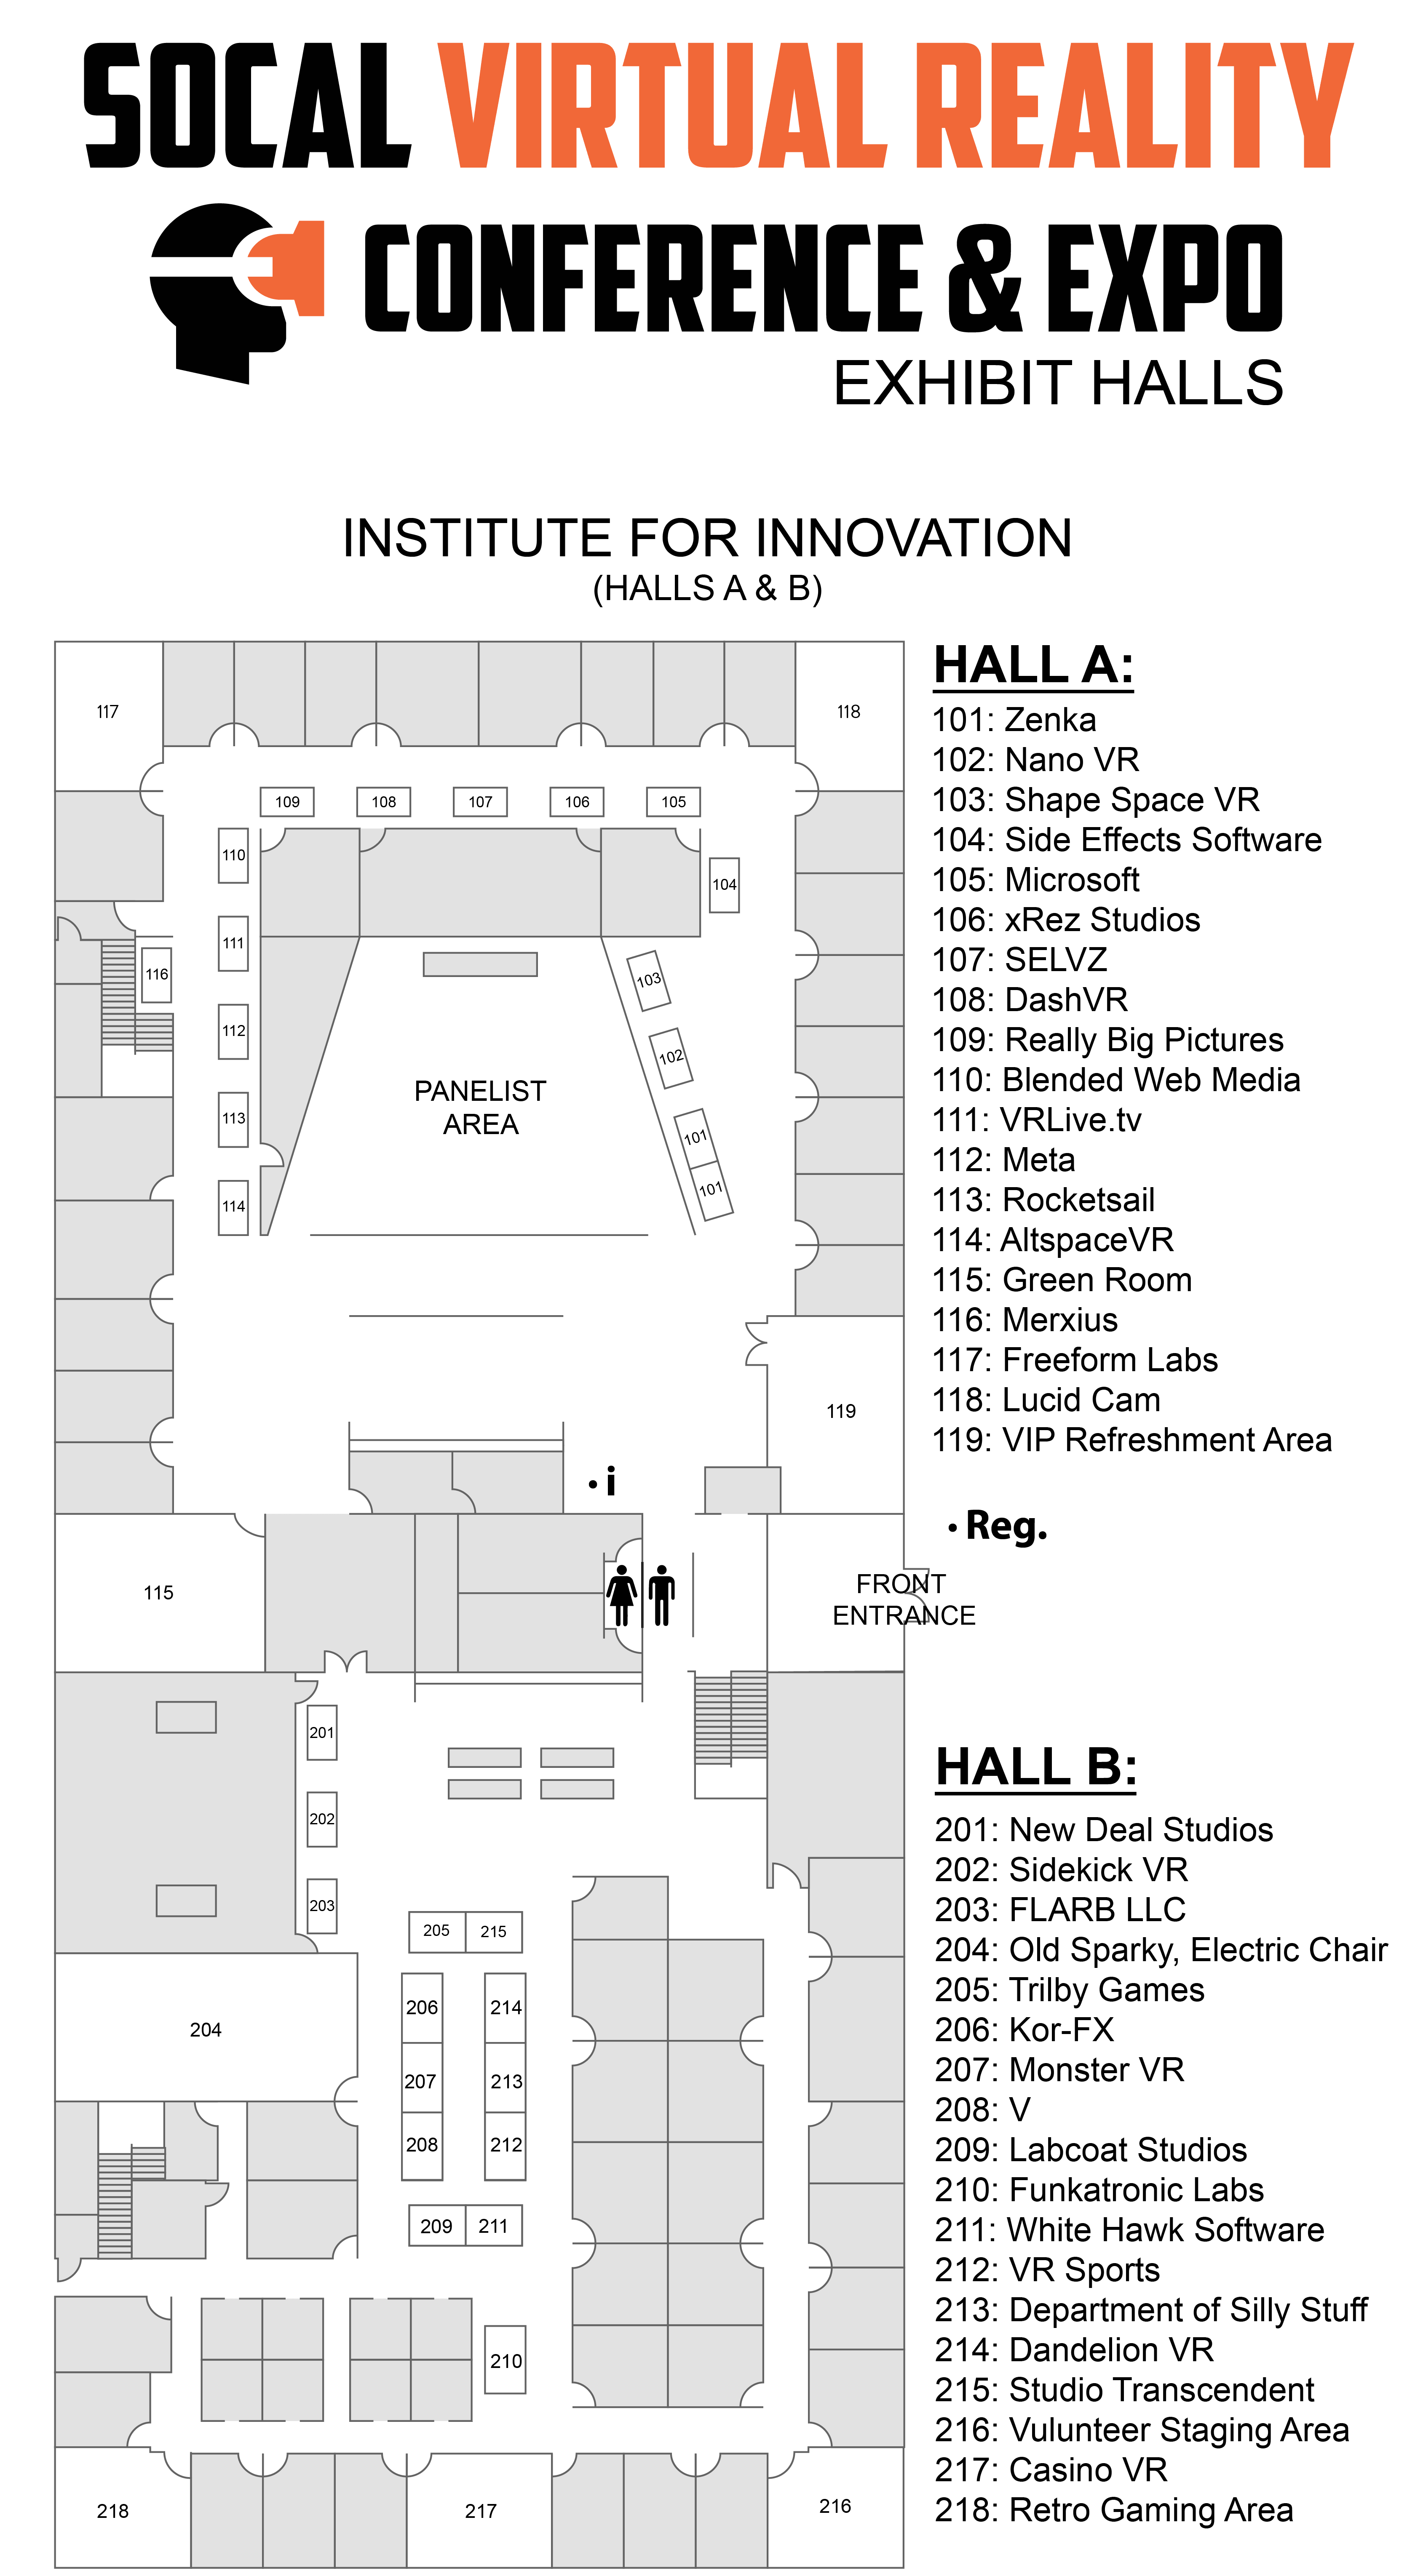 SOCAL VIRTUAL REALITY
CONFERENCE & EXPO
EXHIBIT HALLS
INSTITUTE FOR INNOVATION
(HALLS A & B)
117
118
109
108
107
106
105
110
104
111
116
103
112
102
PANELIST
AREA
113
101
101
114
119
• i
• Reg.
115
FRONT
ENTRANCE
201
202
203
205
215
204
206
214
207
213
208
212
209
211
210
218
217
216
HALL A:
101: Zenka
102: Nano VR
103: Shape Space VR
104: Side Effects Software
105: Microsoft
106: xRez Studios
107: SELVZ
108: DashVR
109: Really Big Pictures
110: Blended Web Media
111: VRLive.tv
112: Meta
113: Rocketsail
114: AltspaceVR
115: Green Room
116: Merxius
117: Freeform Labs
118: Lucid Cam
119: VIP Refreshment Area
HALL B:
201: New Deal Studios
202: Sidekick VR
203: FLARB LLC
204: Old Sparky, Electric Chair
205: Trilby Games
206: Kor-FX
207: Monster VR
208: V
209: Labcoat Studios
210: Funkatronic Labs
211: White Hawk Software
212: VR Sports
213: Department of Silly Stuff
214: Dandelion VR
215: Studio Transcendent
216: Vulunteer Staging Area
217: Casino VR
218: Retro Gaming Area